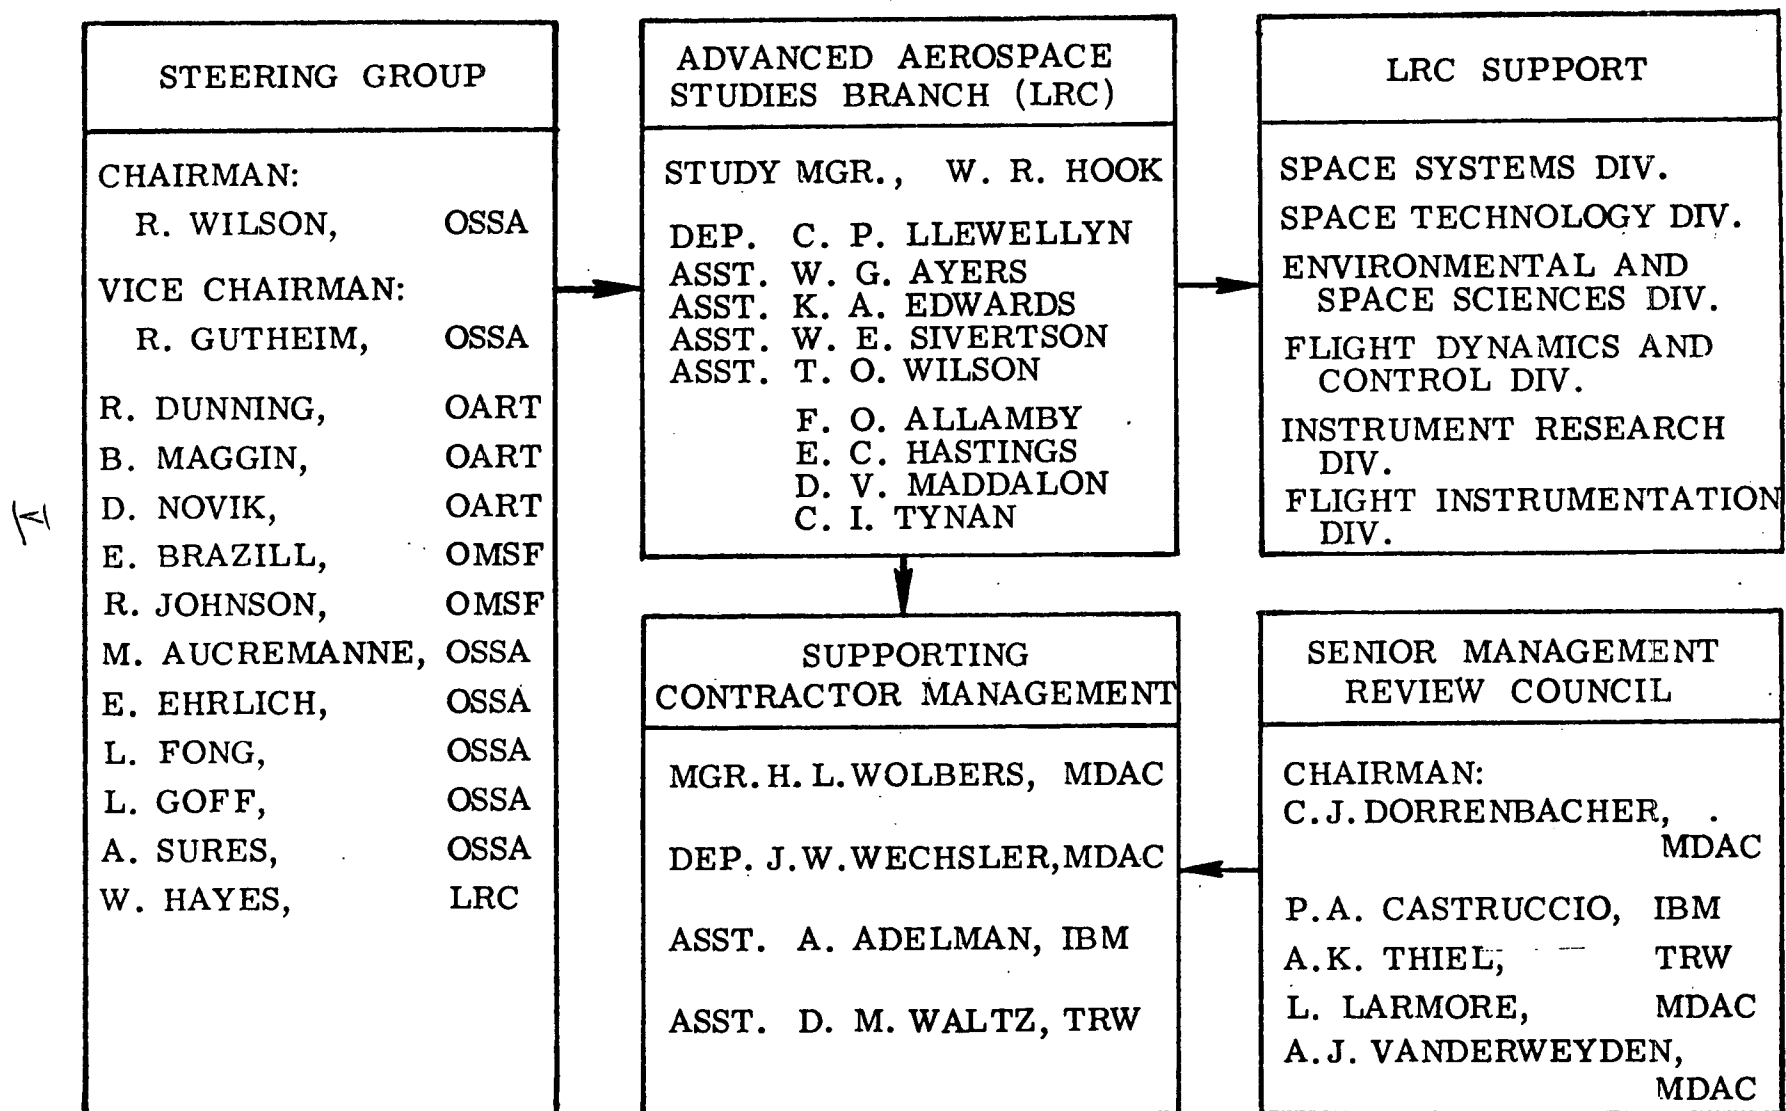 STEERING GROUP
CHAIRMAN:
R. WILSON, OSSA
VICE CHAIRMAN:
R. GUTHEIM, OSSA
R. DUNNING, OART
B. MAGGIN, OART
D. NOVIK, OART
E. BRAZILL, OMSF
R. JOHNSON, OMSF
M. AUCREMANNE, OSSA
E. EHRLICH, OSSA
L. FONG, OSSA
L. GOFF, OSSA
A. SURES, OSSA
W. HAYES, LRC
ADVANCED AEROSPACE
STUDIES BRANCH (LRC)
STUDY MGR., W. R. HOOK
DEP. C. P. LLEWELLYN
ASST. W. G. AYERS
ASST. K. A. EDWARDS
ASST. W. E. SIVERTSON
ASST. T. O. WILSON
F. O. ALLAMBY
E. C. HASTINGS
D. V. MADDALON
C. I. TYNAN
LRC SUPPORT
SPACE SYSTEMS DIV.
SPACE TECHNOLOGY DIV.
ENVIRONMENTAL AND
SPACE SCIENCES DIV.
FLIGHT DYNAMICS AND
CONTROL DIV.
INSTRUMENT RESEARCH
DIV.
FLIGHT INSTRUMENTATION
DIV.
SUPPORTING
CONTRACTOR MANAGEMENT
MGR. H. L. WOLBERS, MDAC
DEP. J. W. WECHSLER, MDAC
ASST. A. ADELMAN, IBM
ASST. D. M. WALTZ, TRW
SENIOR MANAGEMENT
REVIEW COUNCIL
CHAIRMAN:
C. J. DORRENBACHER,
MDAC
P. A. CASTRUCCIO, IBM
A. K. THIEL, TRW
L. LARMORE, MDAC
A. J. VANDERWEYDEN,
MDAC